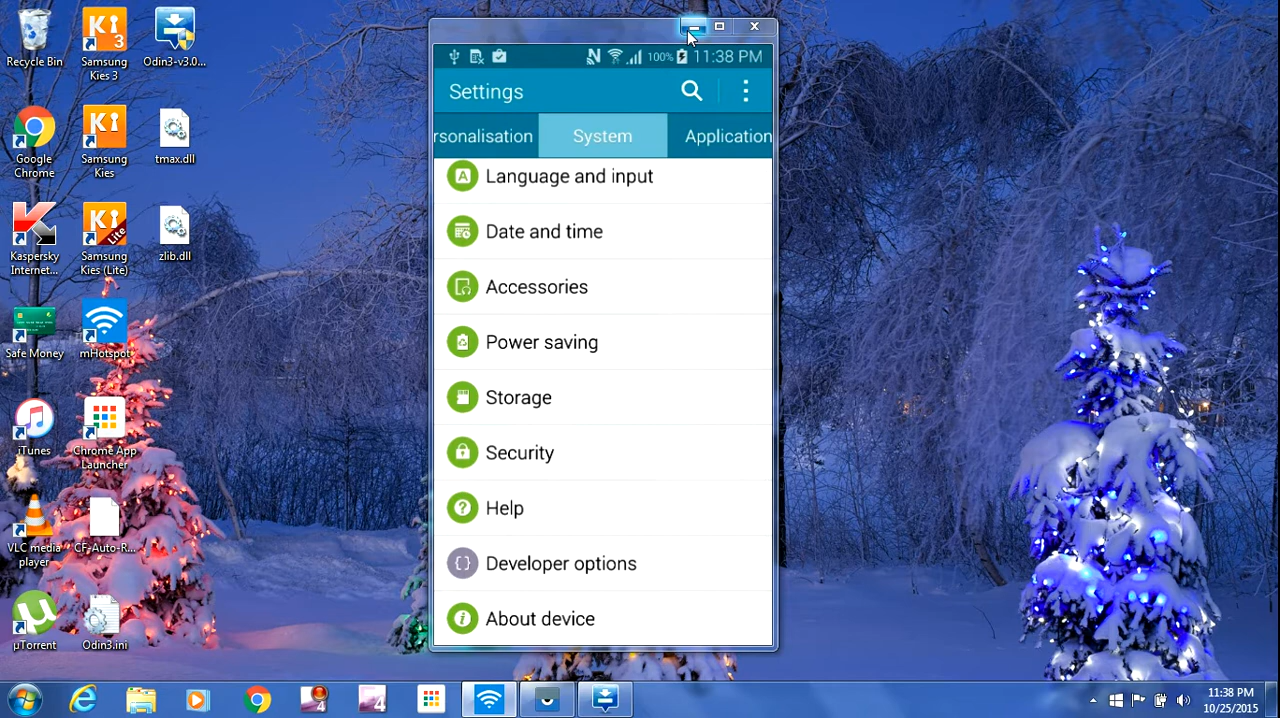 Recycle Bin
Samsung
Kies 3
Odin3-v3.0...
Google
Chrome
Samsung
Kies
tmax.dll
Kaspersky
Internet...
Samsung
Kies (Lite)
zlib.dll
Safe Money
mHotspot
iTunes
Chrome App
Launcher
VLC media
player
CF-Auto-R...
µTorrent
Odin3.ini
100%
11:38 PM
Settings
rsonalisation
System
Application
Language and input
Date and time
Accessories
Power saving
Storage
Security
Help
Developer options
About device
11:38 PM
10/25/2015